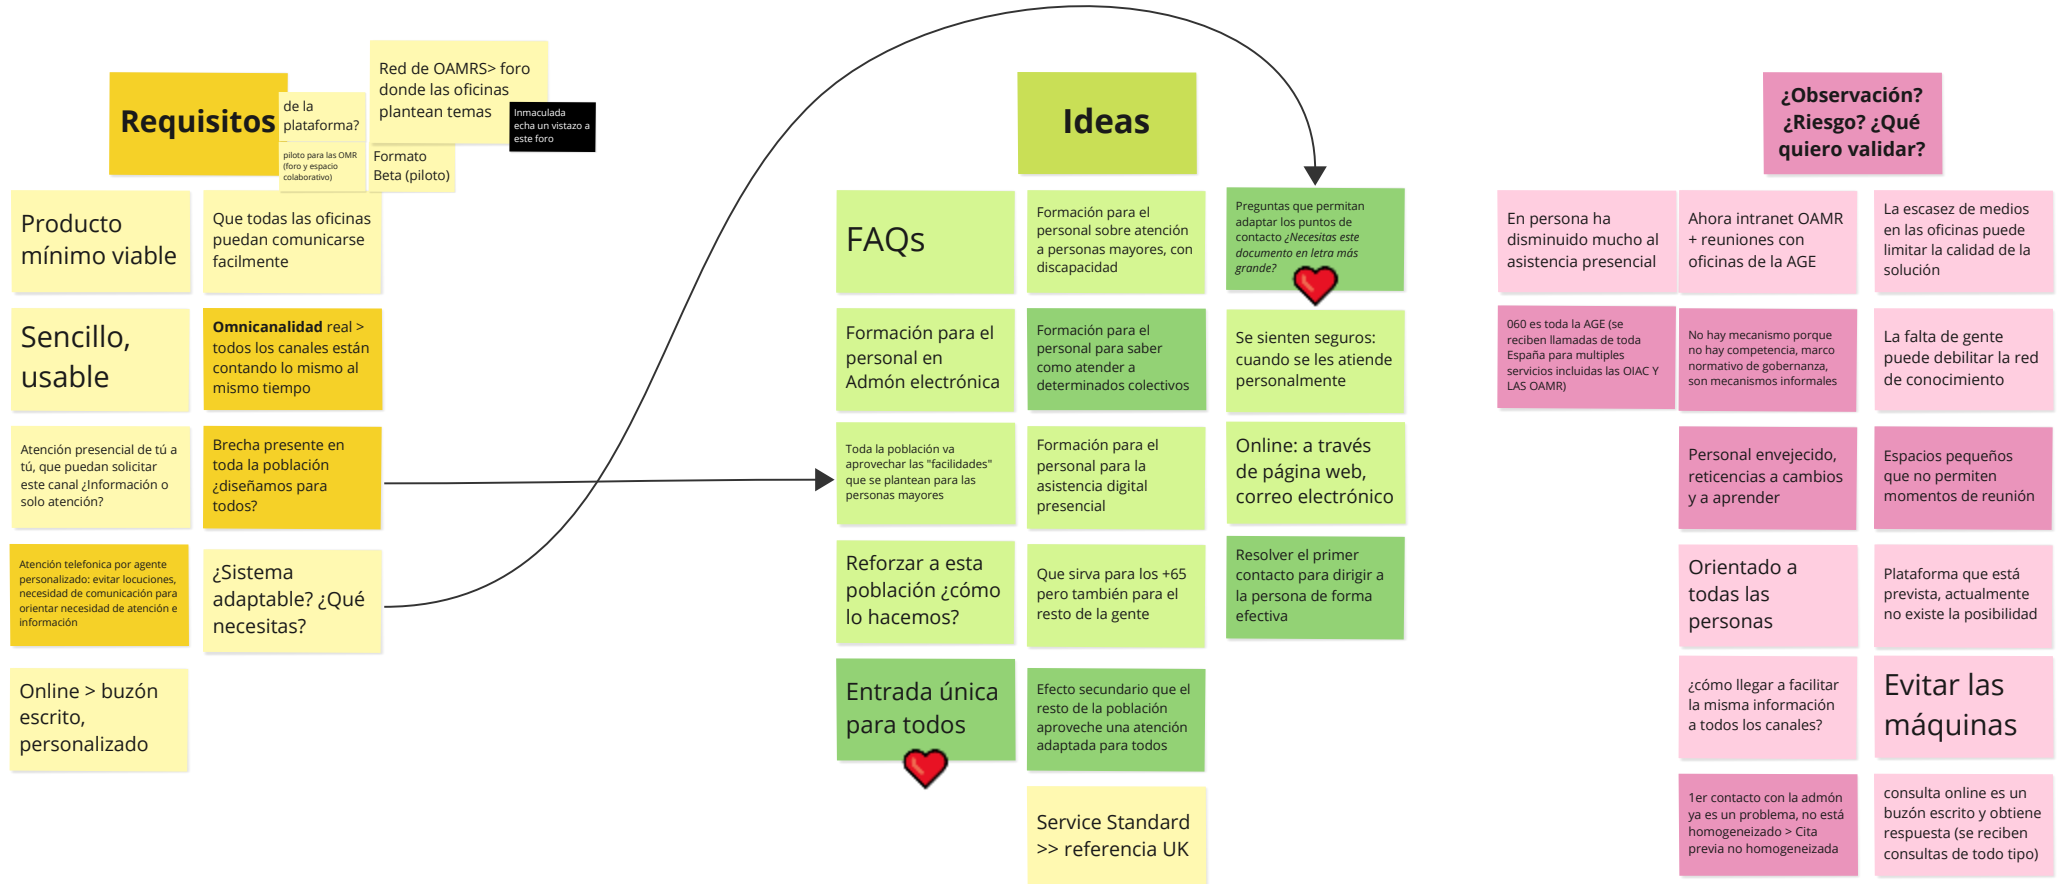 Requisitos
de la
plataforma?
piloto para las OMR
(foro y espacio
colaborativo)
Red de OAMRS> foro
donde las oficinas
plantean temas
Inmaculada
echa un vistazo a
este foro
Formato
Beta (piloto)
Producto
mínimo viable
Que todas las oficinas
puedan comunicarse
facilmente
Sencillo,
usable
Omnicanalidad real >
todos los canales están
contando lo mismo al
mismo tiempo
Atención presencial de tú a
tú, que puedan solicitar
este canal ¿Información o
solo atención?
Brecha presente en
toda la población
¿diseñamos para
todos?
Atención telefonica por agente
personalizado: evitar locuciones,
necesidad de comunicación para
orientar necesidad de atención e
información
¿Sistema
adaptable? ¿Qué
necesitas?
Online > buzón
escrito,
personalizado
Ideas
FAQs
Formación para el
personal sobre atención
a personas mayores, con
discapacidad
Preguntas que permitan
adaptar los puntos de
contacto ¿Necesitas este
documento en letra más
grande?
Formación para el
personal en
Admón electrónica
Formación para el
personal para saber
como atender a
determinados colectivos
Se sienten seguros:
cuando se les atiende
personalmente
Toda la población va
aprovechar las "facilidades"
que se plantean para las
personas mayores
Formación para el
personal para la
asistencia digital
presencial
Online: a través
de página web,
correo electrónico
Reforzar a esta
población ¿cómo
lo hacemos?
Que sirva para los +65
pero también para el
resto de la gente
Resolver el primer
contacto para dirigir a
la persona de forma
efectiva
Entrada única
para todos
Efecto secundario que el
resto de la población
aproveche una atención
adaptada para todos
Service Standard
>> referencia UK
¿Observación?
¿Riesgo? ¿Qué
quiero validar?
En persona ha
disminuido mucho al
asistencia presencial
Ahora intranet OAMR
+ reuniones con
oficinas de la AGE
La escasez de medios
en las oficinas puede
limitar la calidad de la
solución
060 es toda la AGE (se
reciben llamadas de toda
España para multiples
servicios incluidas las OIAC Y
LAS OAMR)
No hay mecanismo porque
no hay competencia, marco
normativo de gobernanza,
son mecanismos informales
La falta de gente
puede debilitar la red
de conocimiento
Personal envejecido,
reticencias a cambios
y a aprender
Espacios pequeños
que no permiten
momentos de reunión
Orientado a
todas las
personas
Plataforma que está
prevista, actualmente
no existe la posibilidad
¿cómo llegar a facilitar
la misma información
a todos los canales?
Evitar las
máquinas
1er contacto con la admón
ya es un problema, no está
homogeneizado > Cita
previa no homogeneizada
consulta online es un
buzón escrito y obtiene
respuesta (se reciben
consultas de todo tipo)